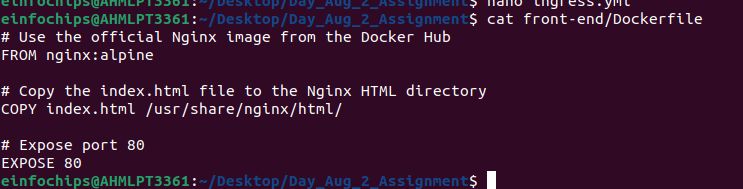 einfochips@AHMLPT3361:~/Desktop/Day_Aug_2_Assignment$ nano ingress.yml
einfochips@AHMLPT3361:~/Desktop/Day_Aug_2_Assignment$ cat front-end/Dockerfile
# Use the official Nginx image from the Docker Hub
FROM nginx:alpine
# Copy the index.html file to the Nginx HTML directory
COPY index.html /usr/share/nginx/html/
# Expose port 80
EXPOSE 80
einfochips@AHMLPT3361:~/Desktop/Day_Aug_2_Assignment$